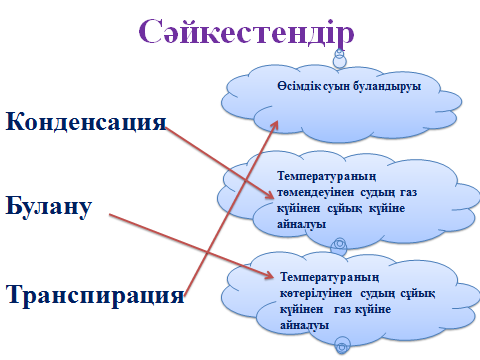 Сәйкестендір
Өсімдік суын буландыруы
Конденсация
Температураның
төмендеуінен судың газ
күйінен сұйық күйіне
айналуы
Булану
Температураның
көтерілуінен судың сұйық
күйінен газ күйіне
айналуы
Транспирация